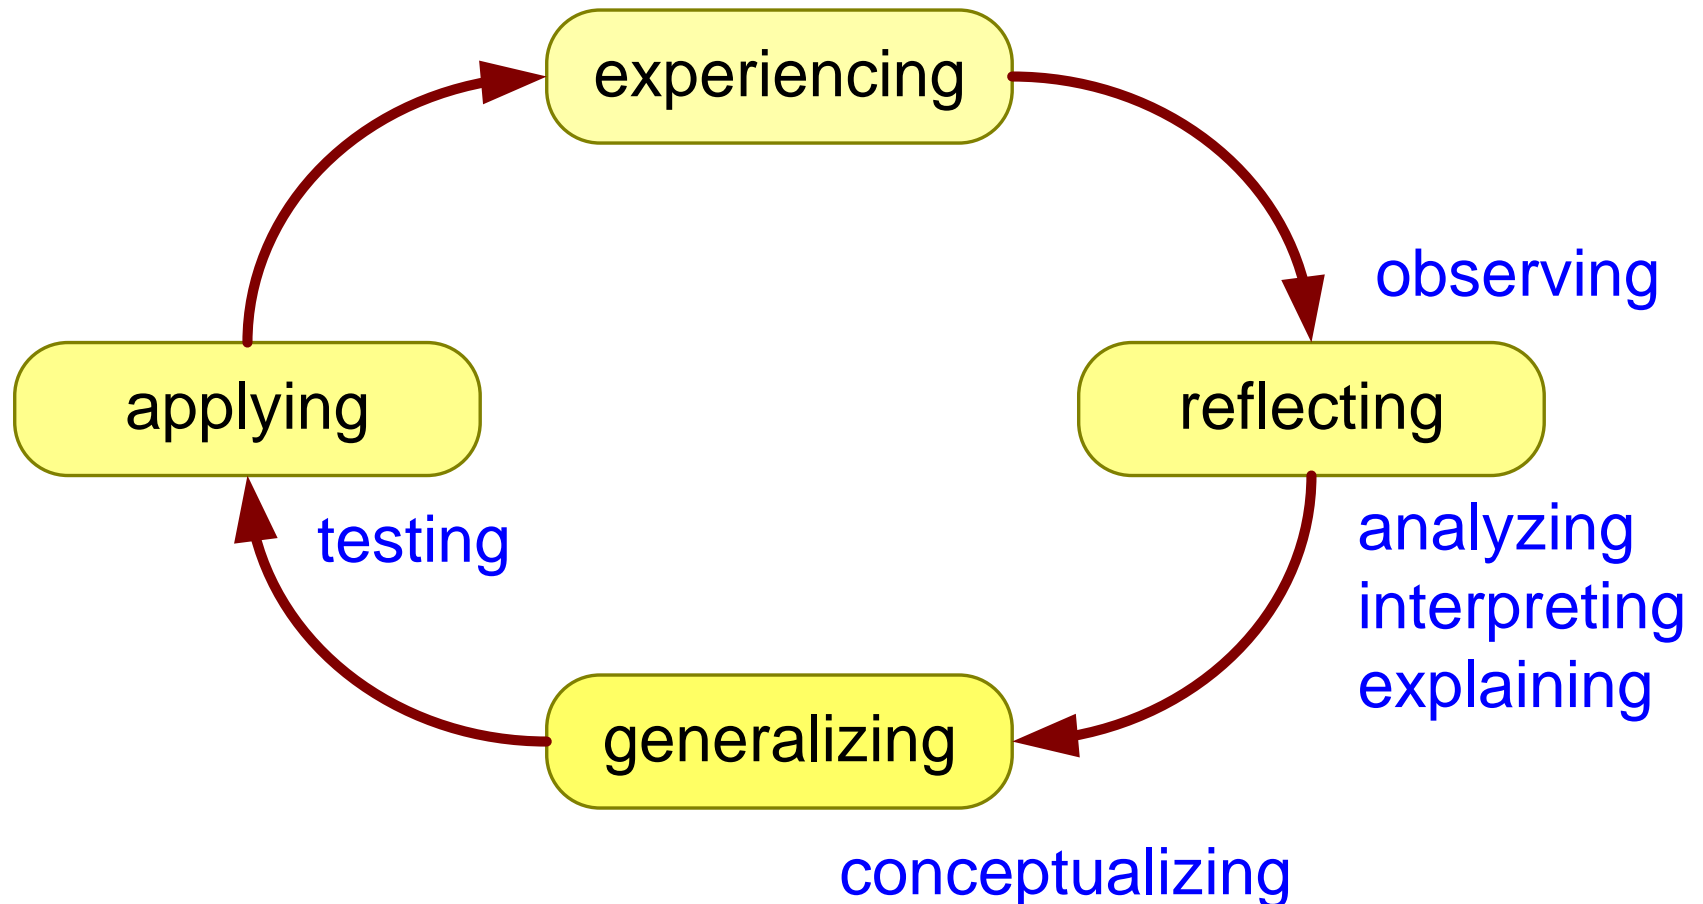 experiencing
observing
applying
reflecting
testing
analyzing
interpreting
explaining
generalizing
conceptualizing